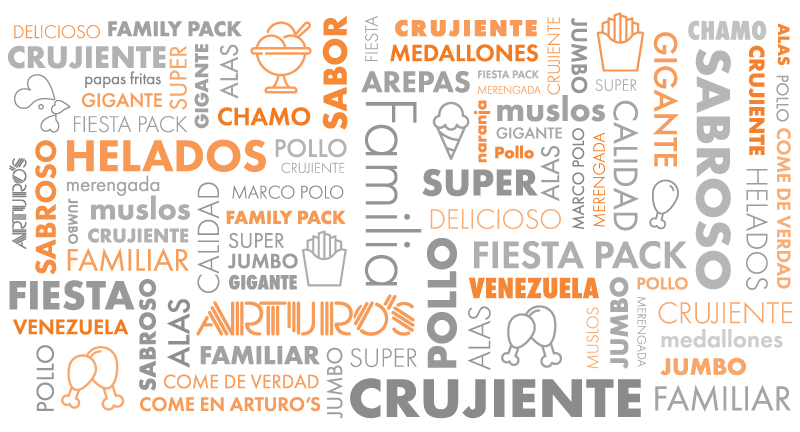 DELICIOSO
FAMILY PACK
CRUJIENTE
papas fritas
SUPER
GIGANTE
ALAS
GIGANTE
FIESTA PACK
CHAMO
SABOR
HELADOS
POLLO
CRUJIENTE
ARTURO'S
SABROSO
merengada
JUMBO
muslos
CRUJIENTE
FAMILIAR
CALIDAD
MARCO POLO
FAMILY PACK
SUPER
JUMBO
GIGANTE
FIESTA
VENEZUELA
SABROSO
ALAS
ARTURO'S
POLLO
FAMILIAR
COME DE VERDAD
COME EN ARTURO'S
JUMBO
SUPER
FIESTA
CRUJIENTE
MEDALLONES
CRUJIENTE
JUMBO
AREPAS
FIESTA PACK
MERENGADA
SUPER
Familia
naranja
muslos
GIGANTE
Pollo
ALAS
MARCO POLO
MERENGADA
CALIDAD
GIGANTE
SUPER
DELICIOSO
CHAMO
SABROSO
CRUJIENTE
ALAS
POLLO
COME DE VERDAD
HELADOS
POLLO
FIESTA PACK
VENEZUELA
ALAS
MUSLOS
JUMBO
MERENGADA
POLLO
CRUJIENTE
medallones
JUMBO
CRUJIENTE
FAMILIAR